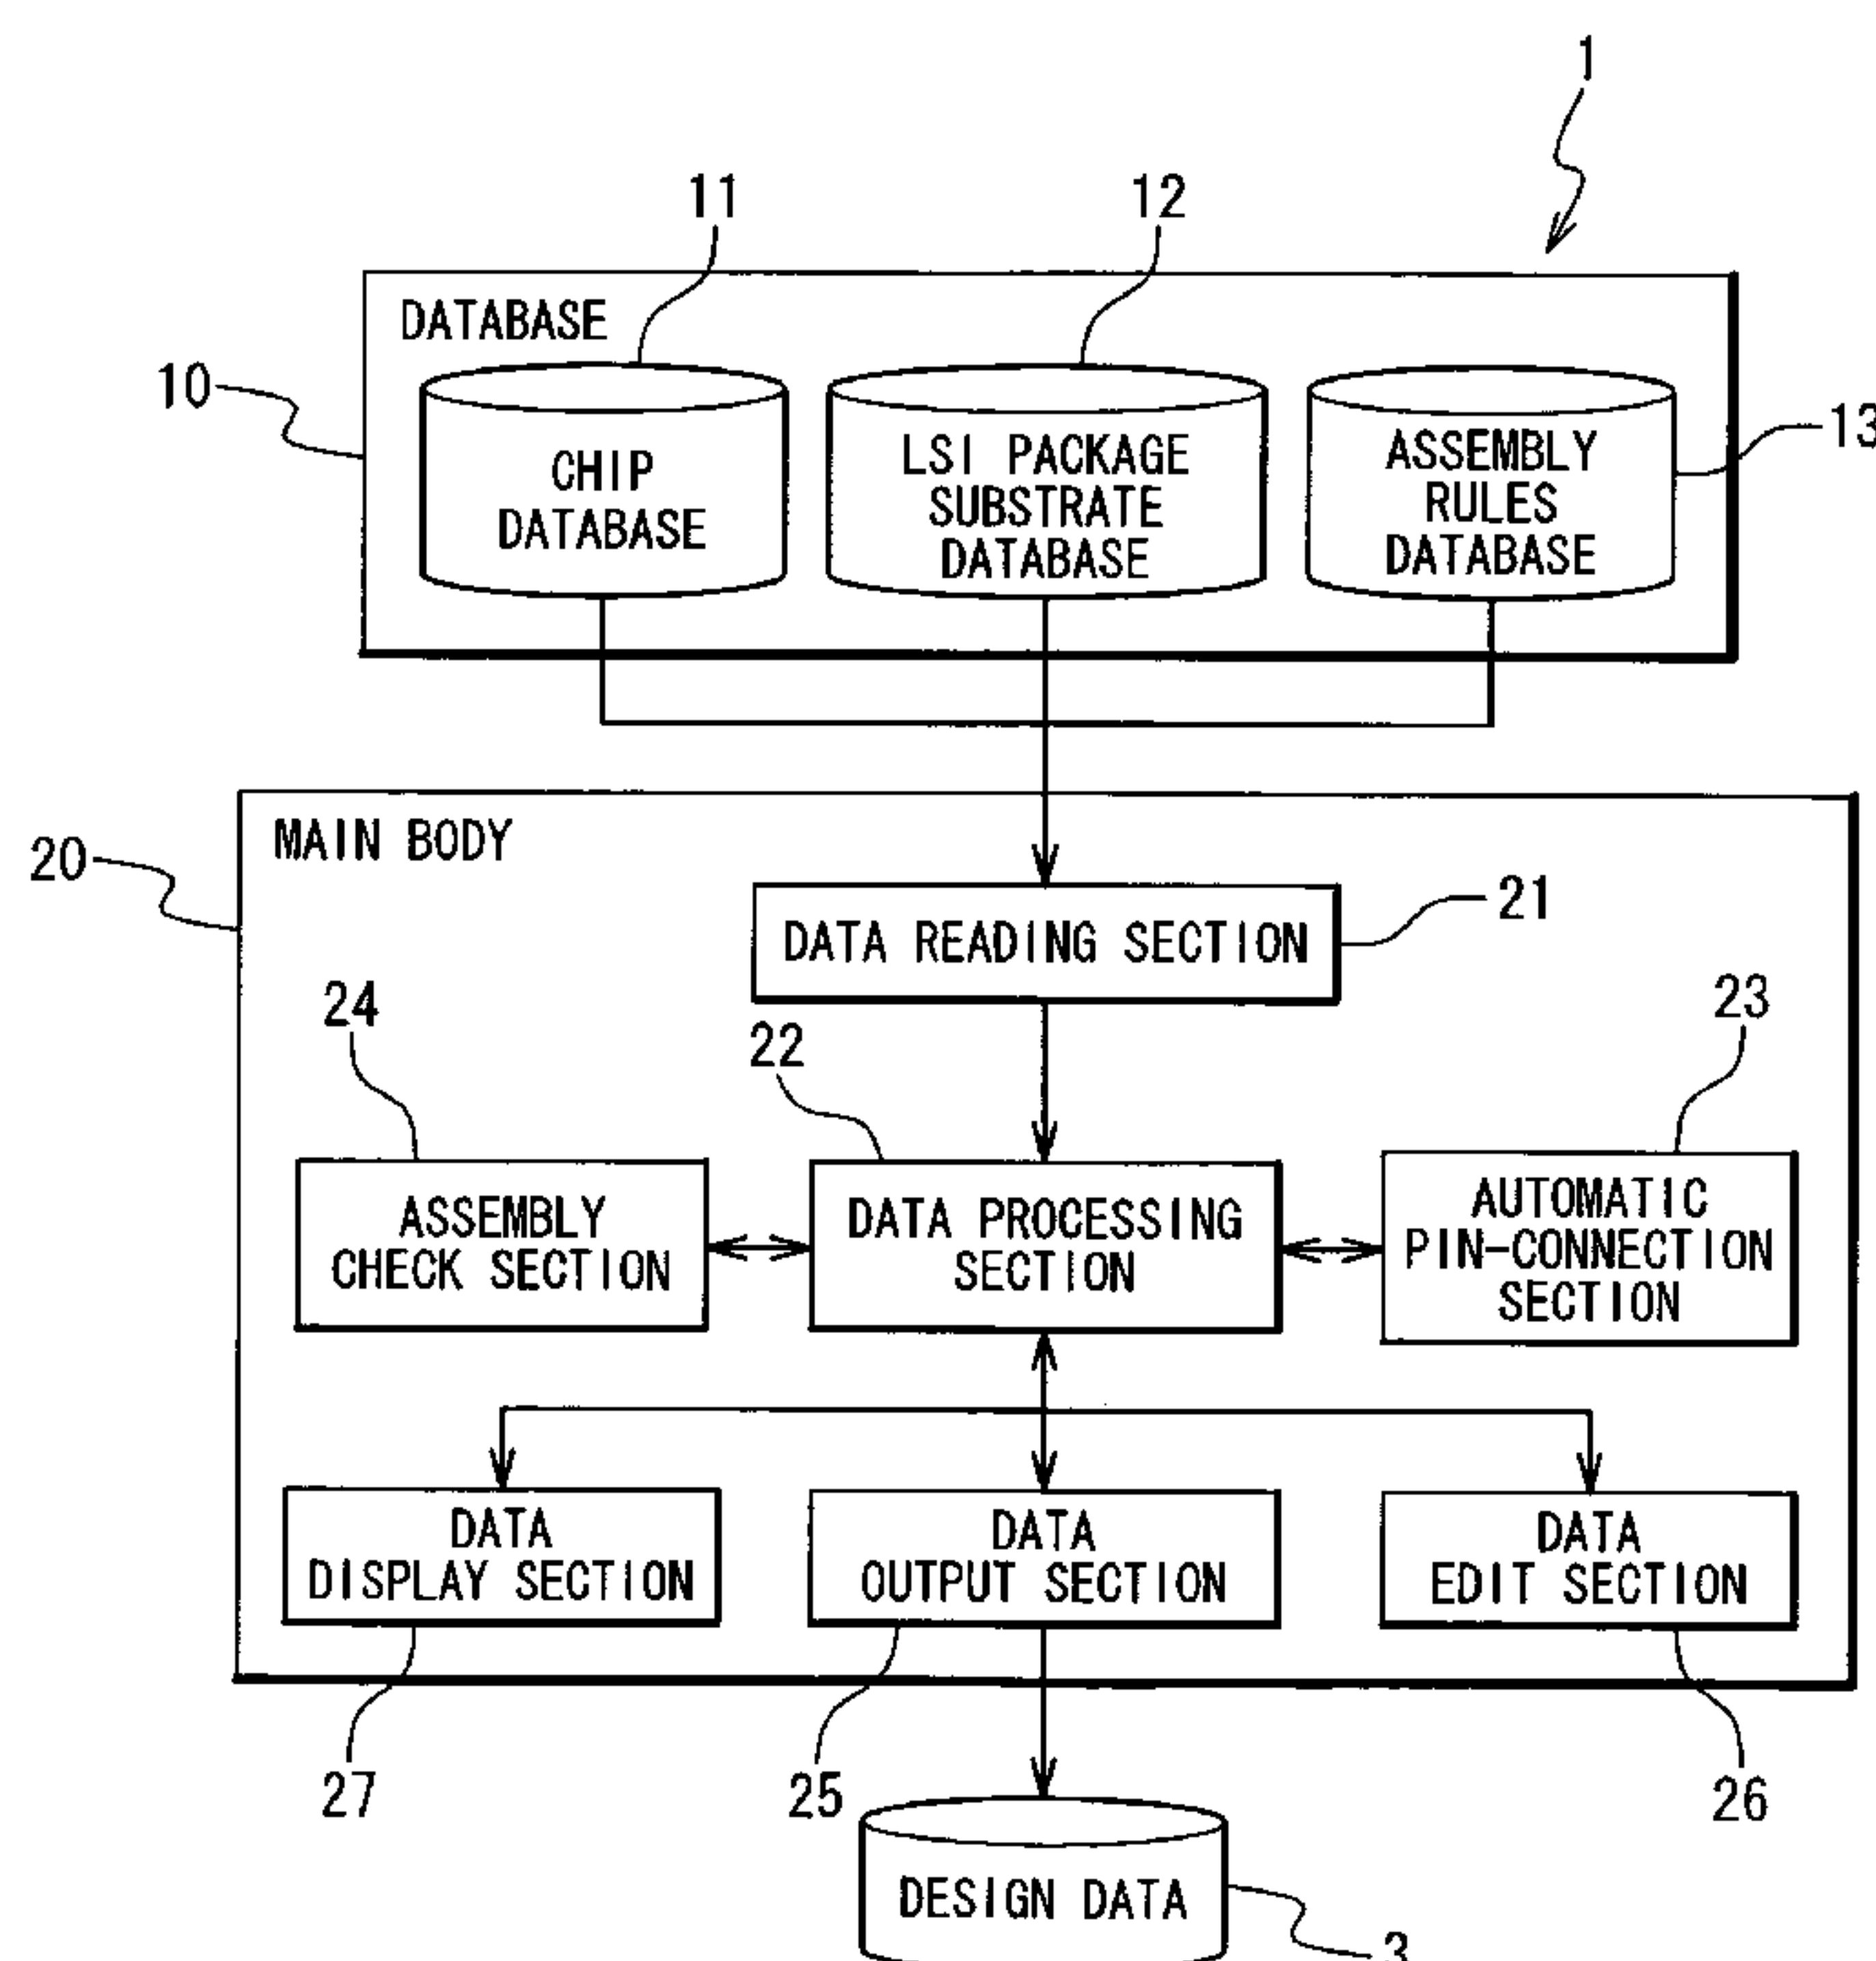 1
11
12
DATABASE
10
CHIP
DATABASE
LSI PACKAGE
SUBSTRATE
DATABASE
ASSEMBLY
RULES
DATABASE
13
MAIN BODY
20
DATA READING SECTION
21
24
22
23
ASSEMBLY
CHECK SECTION
DATA PROCESSING
SECTION
AUTOMATIC
PIN-CONNECTION
SECTION
DATA
DISPLAY SECTION
DATA
OUTPUT SECTION
DATA
EDIT SECTION
27
25
26
DESIGN DATA
3